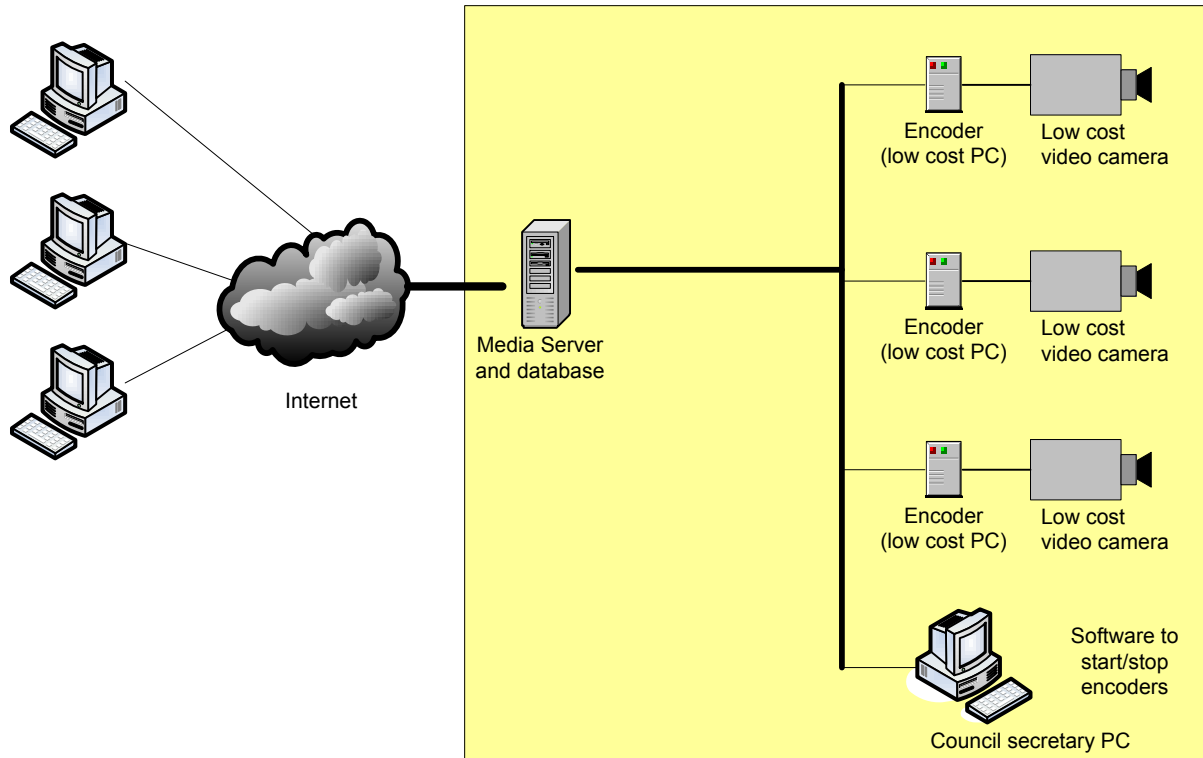 Encoder
(low cost PC)
Low cost
video camera
Encoder
(low cost PC)
Low cost
video camera
Media Server
and database
Internet
Encoder
(low cost PC)
Low cost
video camera
Software to
start/stop
encoders
Council secretary PC